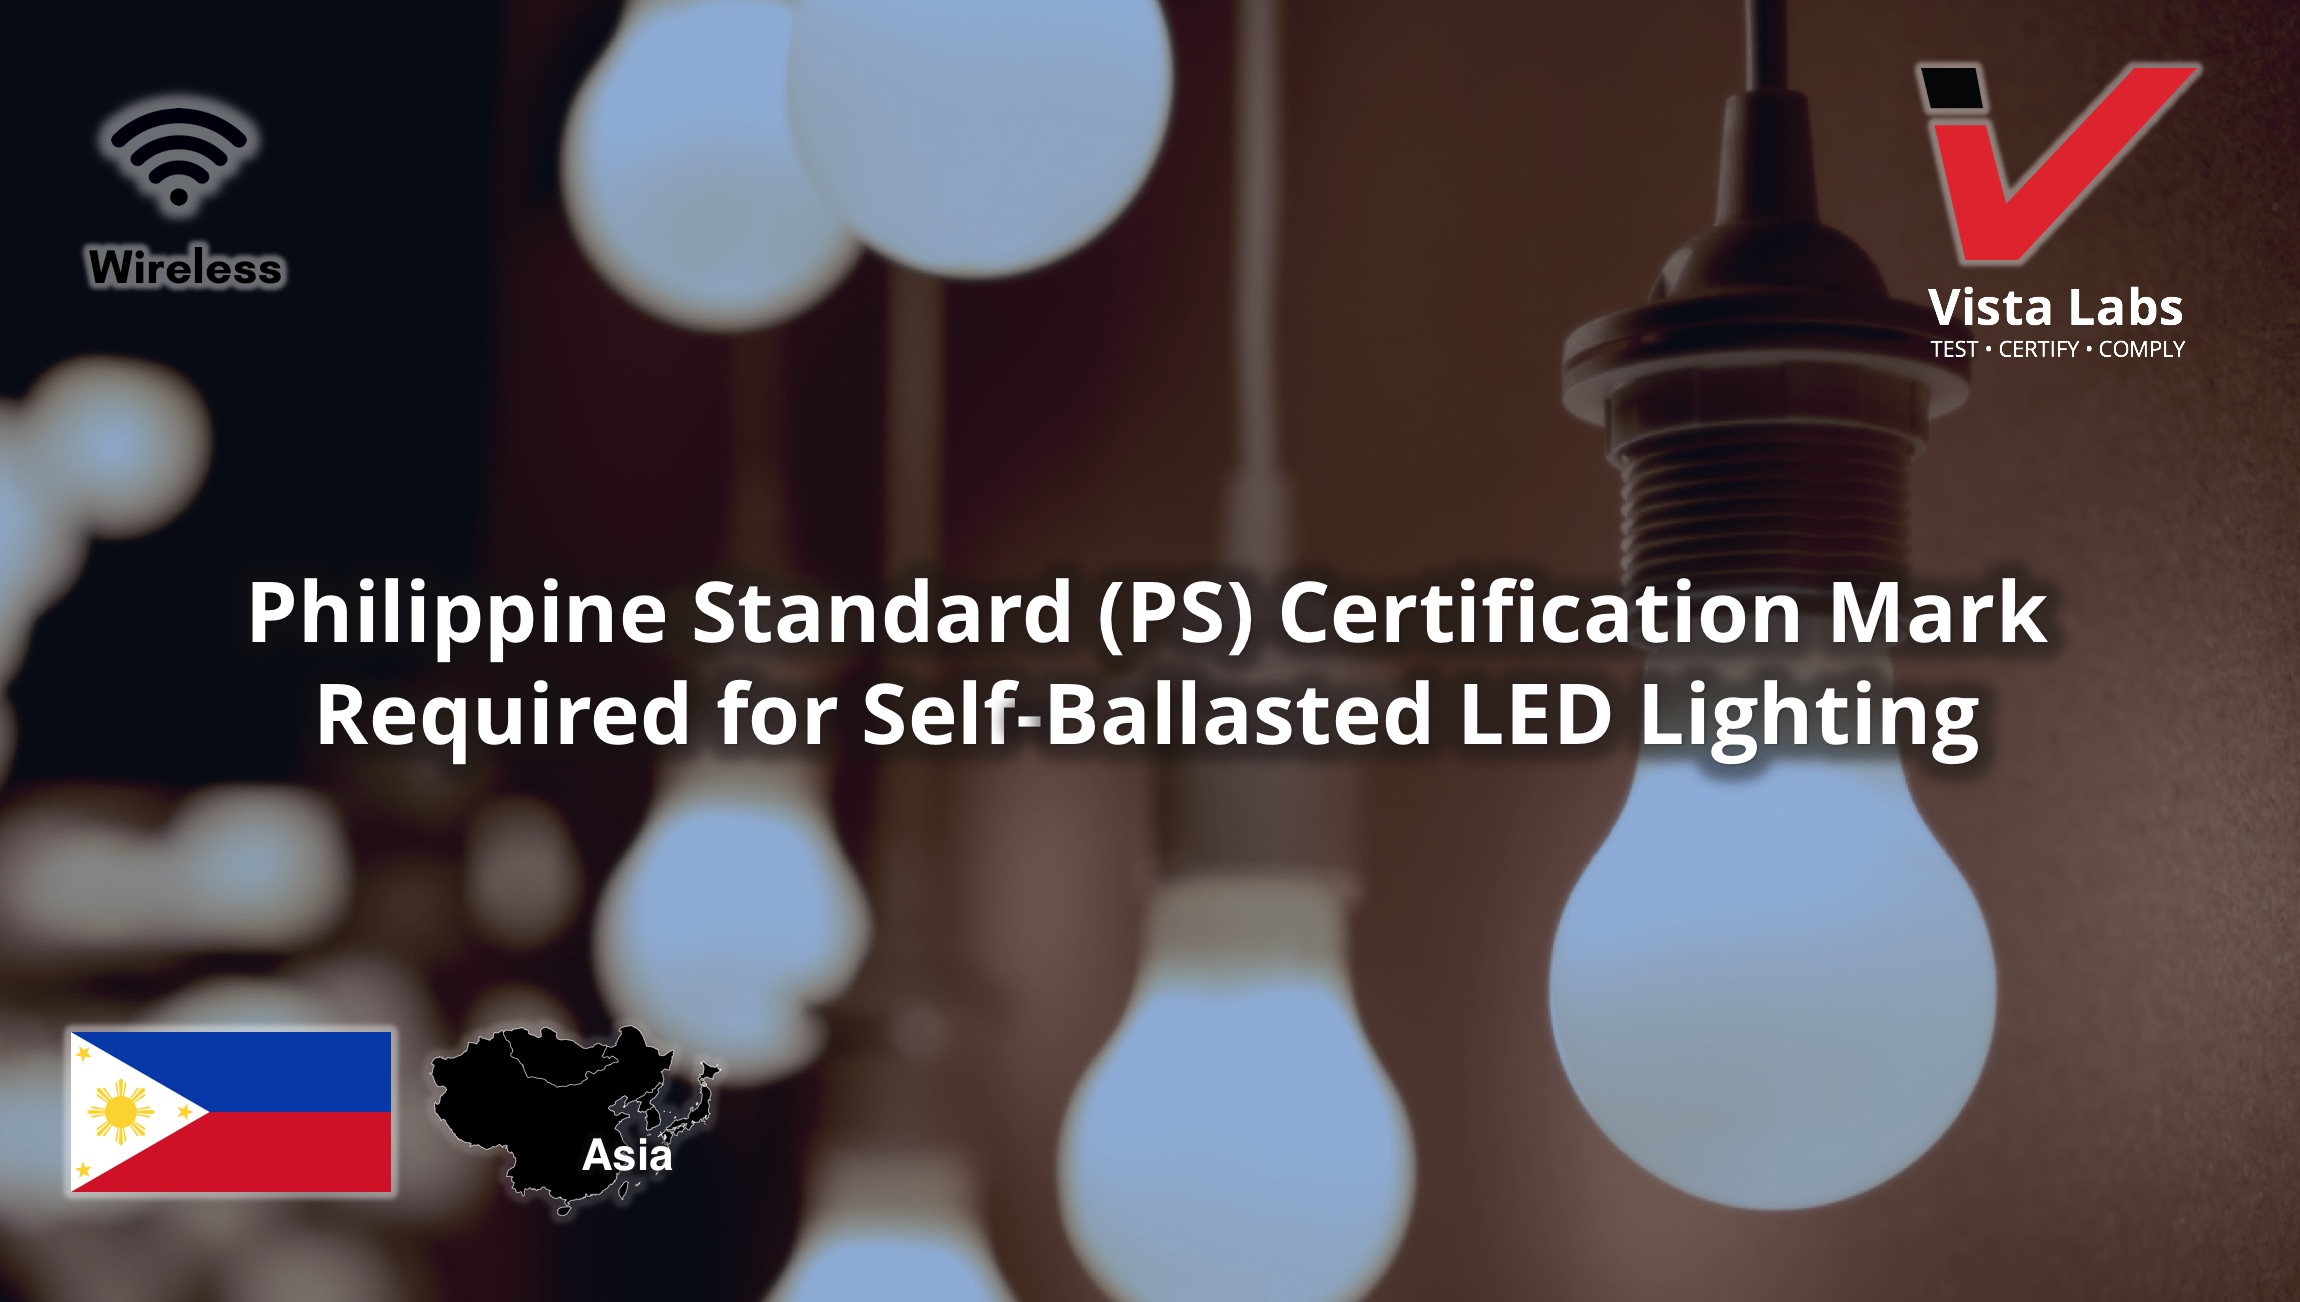 Wireless
Vista Labs
TEST • CERTIFY • COMPLY
Philippine Standard (PS) Certification Mark
Required for Self-Ballasted LED Lighting
Asia